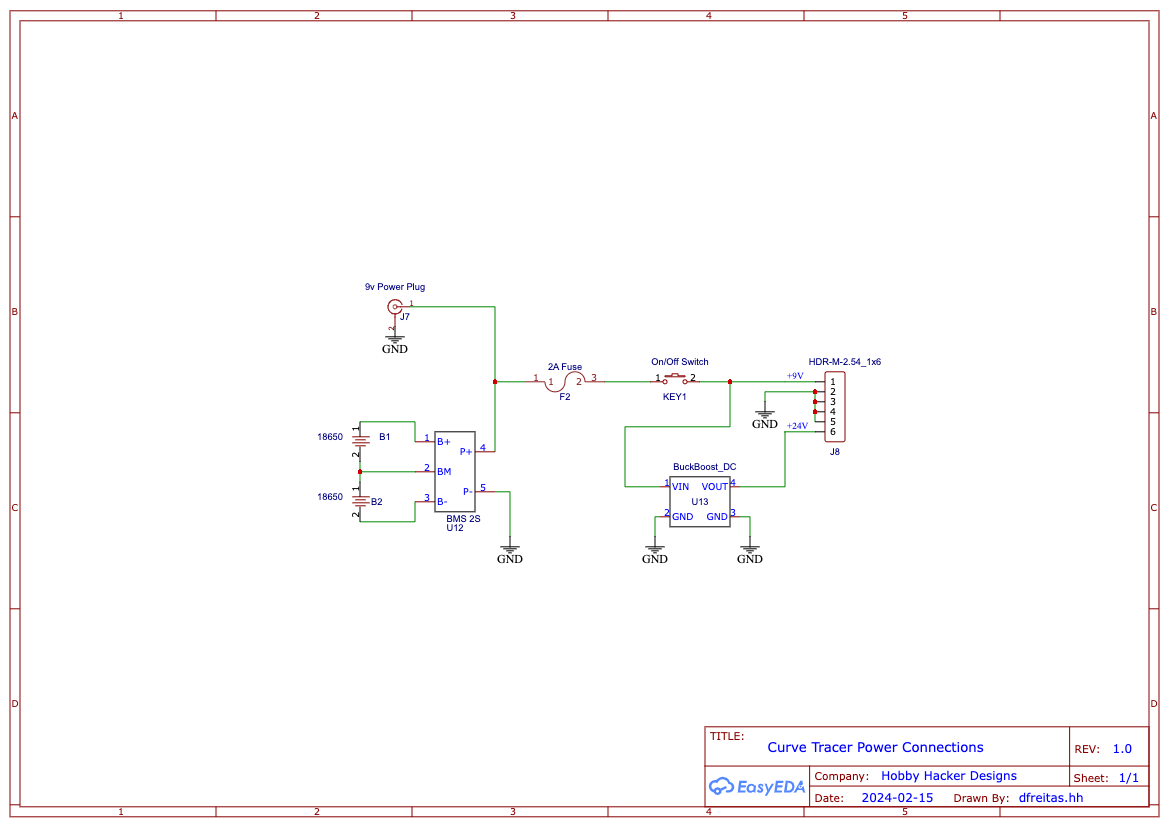 1 2 3 4 5
A A
B B
C C
D D
9v Power Plug
1
J7
2
GND
2A Fuse
1 1 2 3
F2
On/Off Switch
1 2
KEY1
HDR-M-2.54_1x6
+9V
1
2
3
4
5
6
GND
+24V
J8
18650 B1
1
2
18650 B2
1
2
1 B+
2 BM
3 B-
P+ 4
P- 5
BMS 2S
U12
GND
BuckBoost_DC
1 VIN VOUT 4
U13
2 GND GND 3
GND GND
TITLE:
Curve Tracer Power Connections
REV: 1.0
EasyEDA
Company: Hobby Hacker Designs
Sheet: 1/1
Date: 2024-02-15 Drawn By: dfreitas.hh
1 2 3 4 5